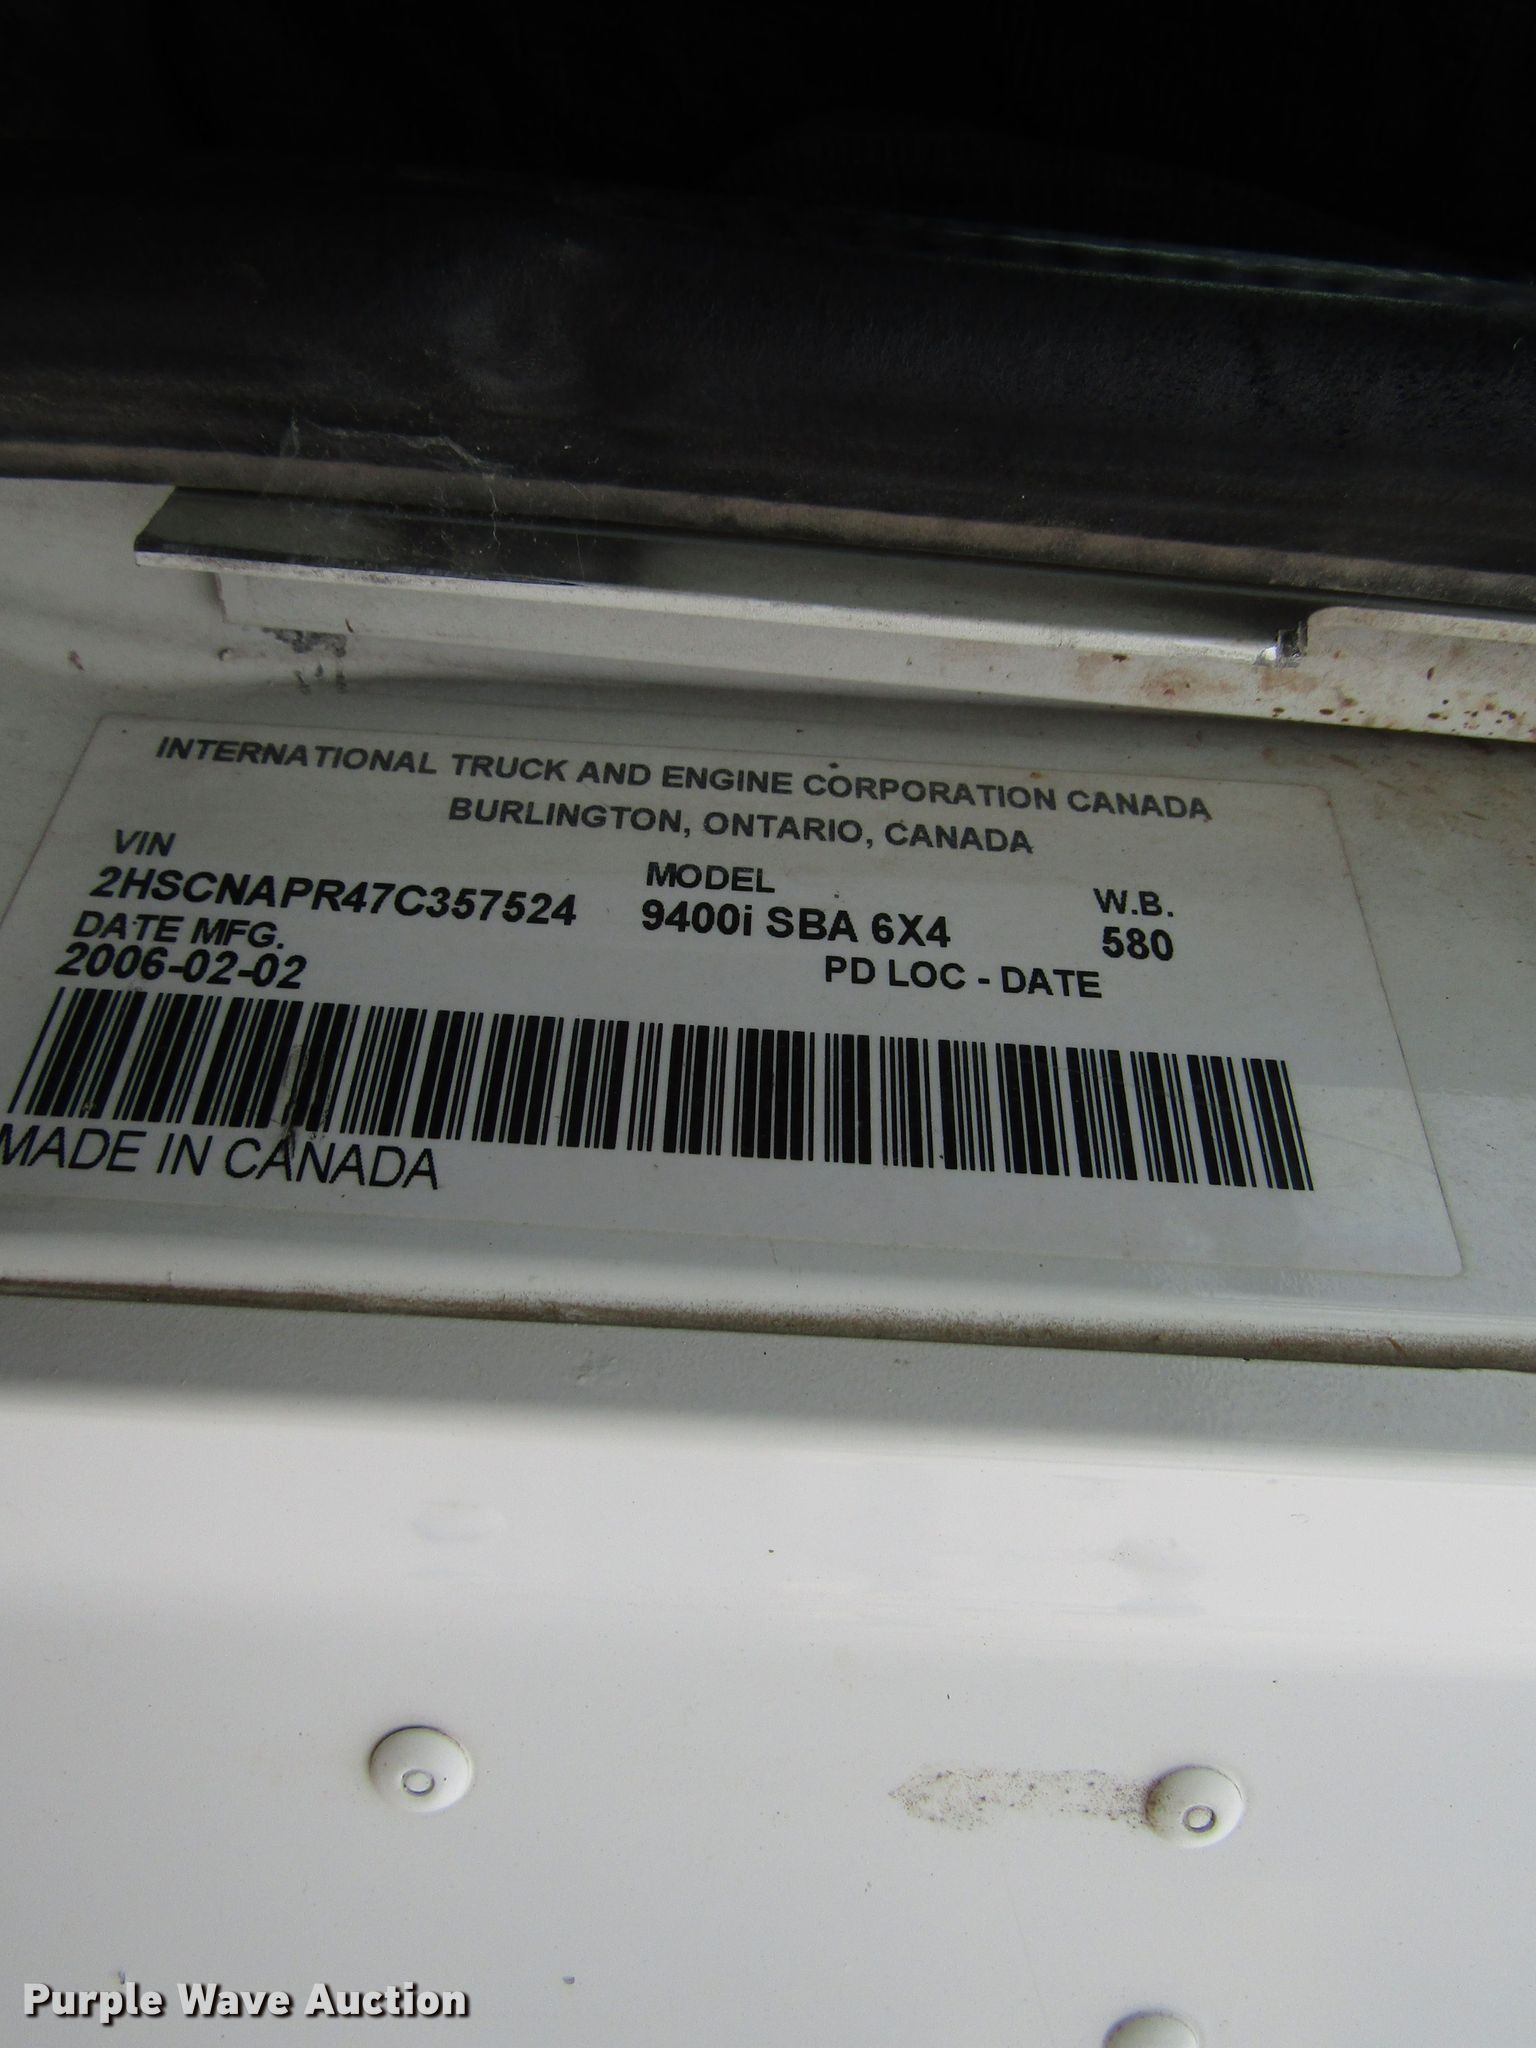 INTERNATIONAL TRUCK AND ENGINE CORPORATION CANADA
BURLINGTON, ONTARIO, CANADA
VIN MODEL W.B.
2HSCNAPR47C357524 9400i SBA 6X4 580
DATE MFG. PD LOC - DATE
2006-02-02
MADE IN CANADA
Purple Wave Auction